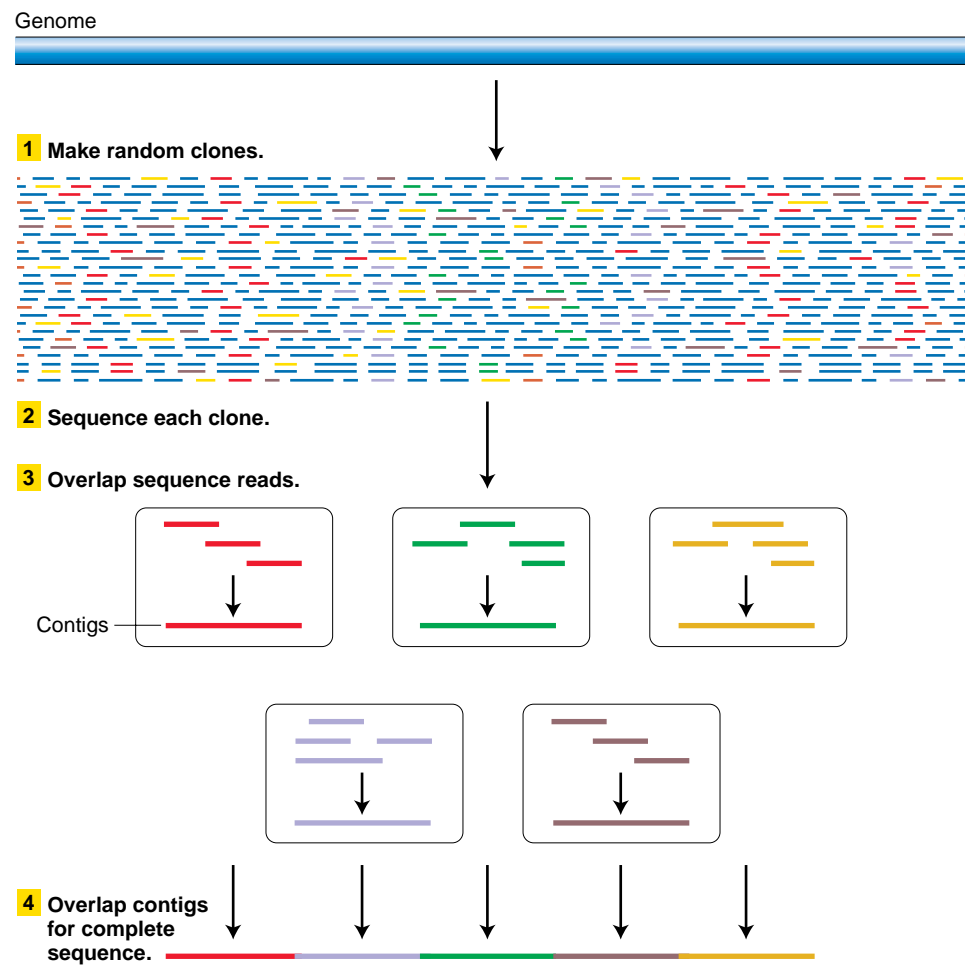 Genome
1 Make random clones.
2 Sequence each clone.
3 Overlap sequence reads.
Contigs
4 Overlap contigs
for complete
sequence.